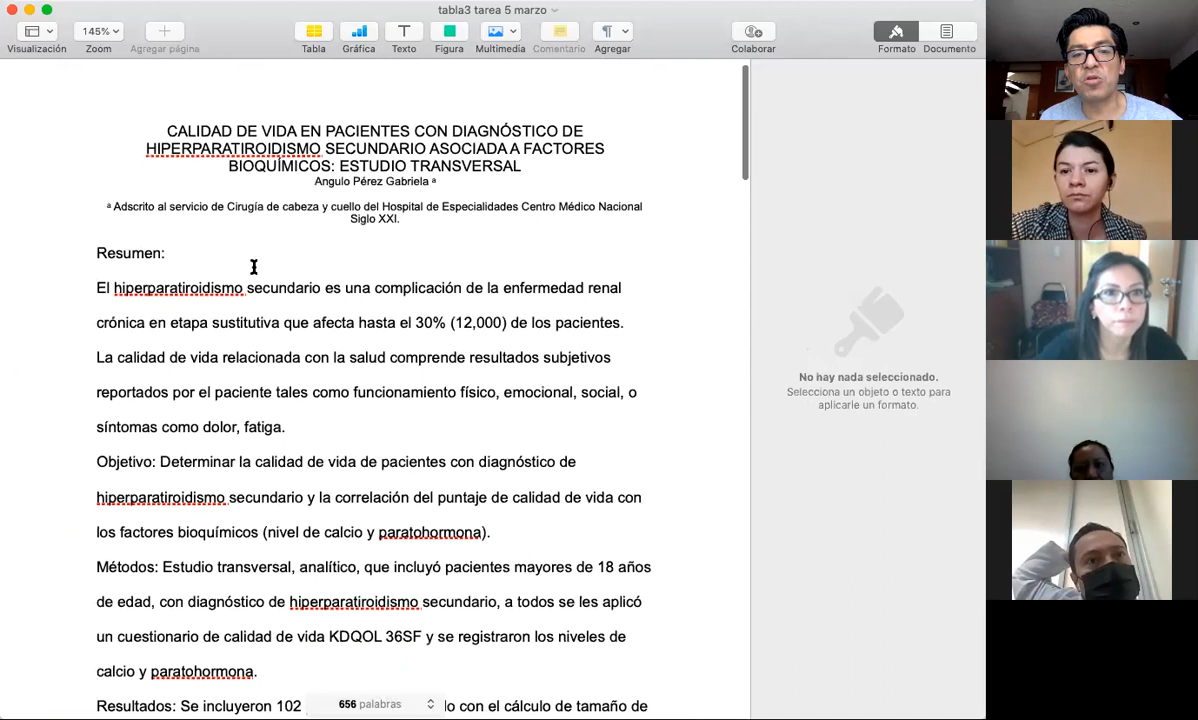 tabla3 tarea 5 marzo
145%
Visualización
Zoom
Agregar página
Tabla
Gráfica
Texto
Figura
Multimedia
Comentario
Agregar
Colaborar
Formato
Documento
CALIDAD DE VIDA EN PACIENTES CON DIAGNÓSTICO DE
HIPERPARATIROIDISMO SECUNDARIO ASOCIADA A FACTORES
BIOQUÍMICOS: ESTUDIO TRANSVERSAL
Angulo Pérez Gabriela ª
ª Adscrito al servicio de Cirugía de cabeza y cuello del Hospital de Especialidades Centro Médico Nacional
Siglo XXI.
Resumen:
El hiperparatiroidismo secundario es una complicación de la enfermedad renal
crónica en etapa sustitutiva que afecta hasta el 30% (12,000) de los pacientes.
La calidad de vida relacionada con la salud comprende resultados subjetivos
reportados por el paciente tales como funcionamiento físico, emocional, social, o
síntomas como dolor, fatiga.
Objetivo: Determinar la calidad de vida de pacientes con diagnóstico de
hiperparatiroidismo secundario y la correlación del puntaje de calidad de vida con
los factores bioquímicos (nivel de calcio y paratohormona).
Métodos: Estudio transversal, analítico, que incluyó pacientes mayores de 18 años
de edad, con diagnóstico de hiperparatiroidismo secundario, a todos se les aplicó
un cuestionario de calidad de vida KDQOL 36SF y se registraron los niveles de
calcio y paratohormona.
Resultados: Se incluyeron 102 lo con el cálculo de tamaño de
656 palabras
No hay nada seleccionado.
Selecciona un objeto o texto para
aplicarle un formato.